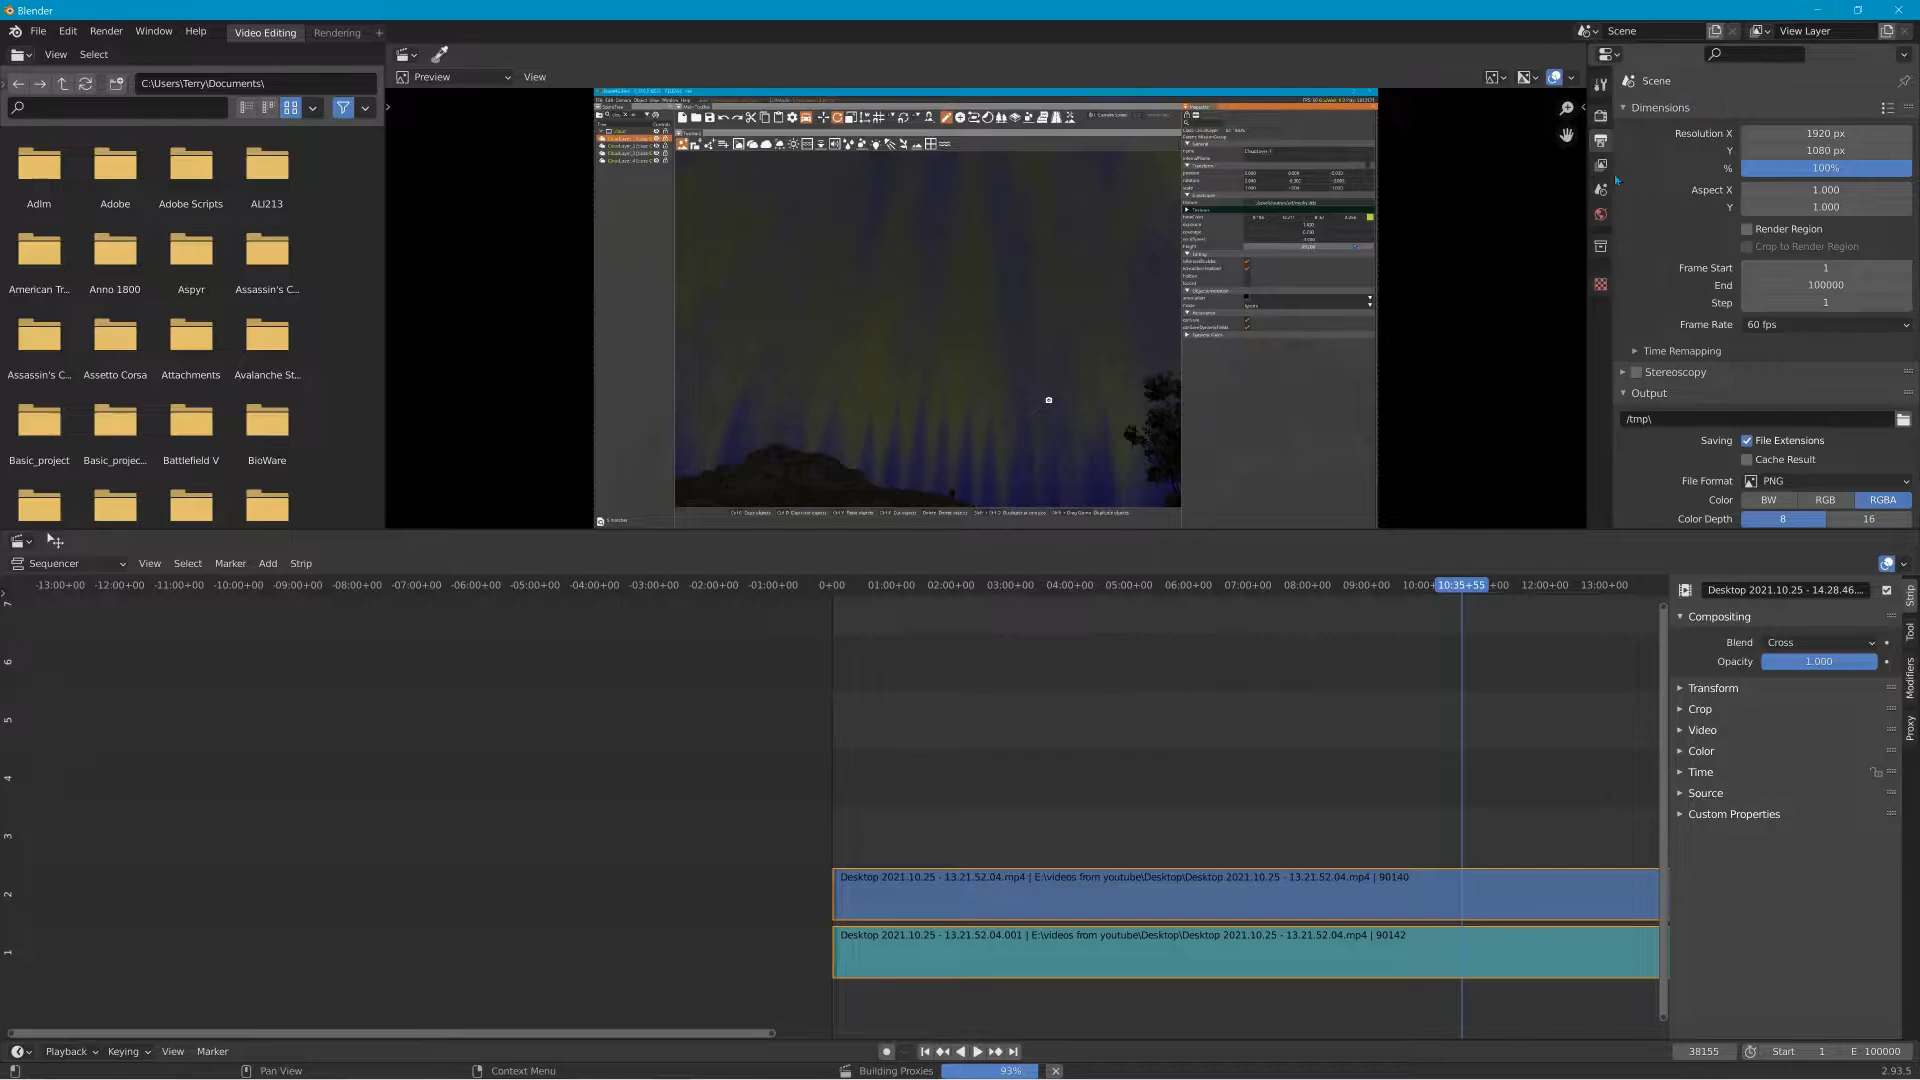 Blender
File Edit Render Window Help Video Editing Rendering +
Scene View Layer
View Select
C:\Users\Terry\Documents\
Preview View
Scene
Dimensions
Resolution X 1920 px
Y 1080 px
% 100%
Aspect X 1.000
Y 1.000
Render Region
Crop to Render Region
Frame Start 1
End 100000
Step 1
Frame Rate 60 fps
Time Remapping
Stereoscopy
Output
/tmp\
Saving File Extensions
Cache Result
File Format PNG
Color BW RGB RGBA
Color Depth 8 16
Adlm Adobe Adobe Scripts ALI213
American Tr... Anno 1800 Aspyr Assassin's C...
Assassin's C... Assetto Corsa Attachments Avalanche St...
Basic_project Basic_projec... Battlefield V BioWare
Sequencer View Select Marker Add Strip
-13:00+00 -12:00+00 -11:00+00 -10:00+00 -09:00+00 -08:00+00 -07:00+00 -06:00+00 -05:00+00 -04:00+00 -03:00+00 -02:00+00 -01:00+00 0+00 01:00+00 02:00+00 03:00+00 04:00+00 05:00+00 06:00+00 07:00+00 08:00+00 09:00+00 10:00+ 10:35+55 +00 12:00+00 13:00+00
7
6
5
4
3
2
1
Desktop 2021.10.25 - 13.21.52.04.mp4 | E:\videos from youtube\Desktop\Desktop 2021.10.25 - 13.21.52.04.mp4 | 90140
Desktop 2021.10.25 - 13.21.52.04.001 | E:\videos from youtube\Desktop\Desktop 2021.10.25 - 13.21.52.04.mp4 | 90142
Desktop 2021.10.25 - 14.28.46....
Compositing
Blend Cross
Opacity 1.000
Transform
Crop
Video
Color
Time
Source
Custom Properties
Strip
Tool
Modifiers
Proxy
Playback Keying View Marker
38155 Start 1 E 100000
Pan View Context Menu Building Proxies 93% 2.93.5